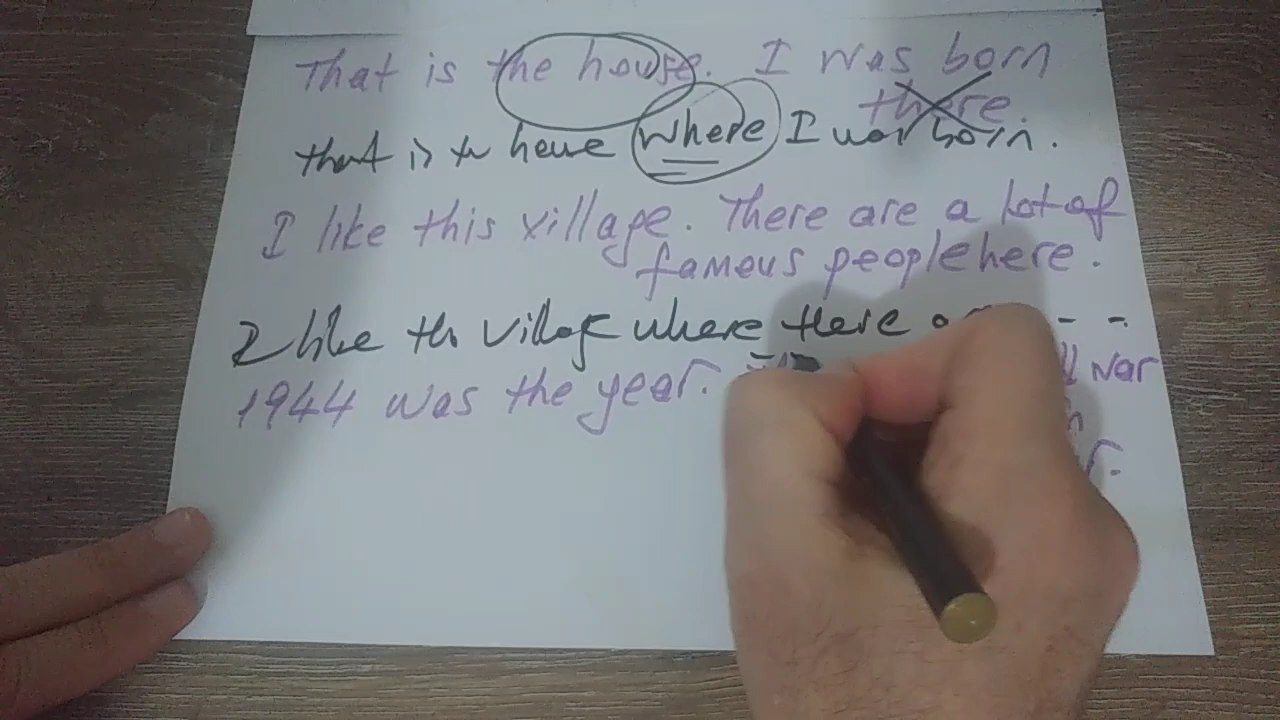 That is the house. I was born
there.
that is the house where I was born.
I like this village. There are a lot of
famous people here.
I like the village where there - -
1944 was the year. war